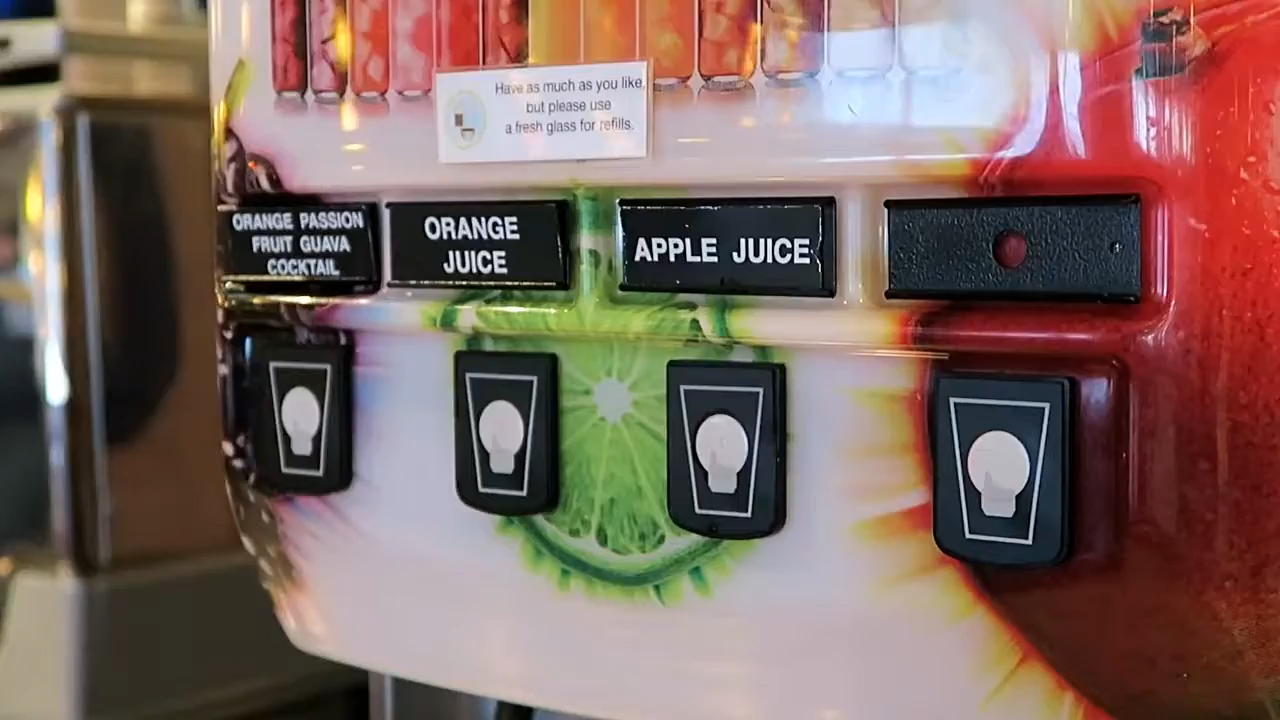 Have as much as you like,
but please use
a fresh glass for refills.
ORANGE PASSION
FRUIT GUAVA
COCKTAIL
ORANGE
JUICE
APPLE JUICE